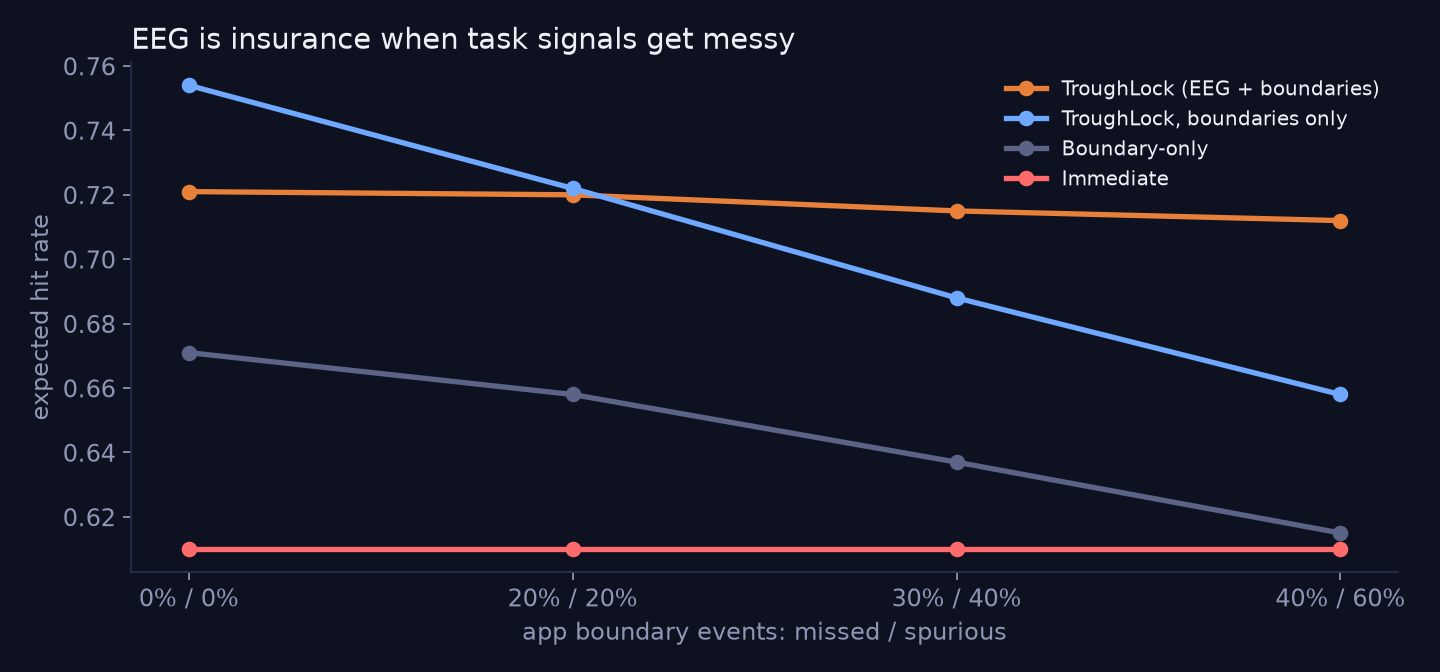 EEG is insurance when task signals get messy
0.76
0.74
0.72
0.70
0.68
0.66
0.64
0.62
expected hit rate
TroughLock (EEG + boundaries)
TroughLock, boundaries only
Boundary-only
Immediate
0% / 0%
20% / 20%
30% / 40%
40% / 60%
app boundary events: missed / spurious